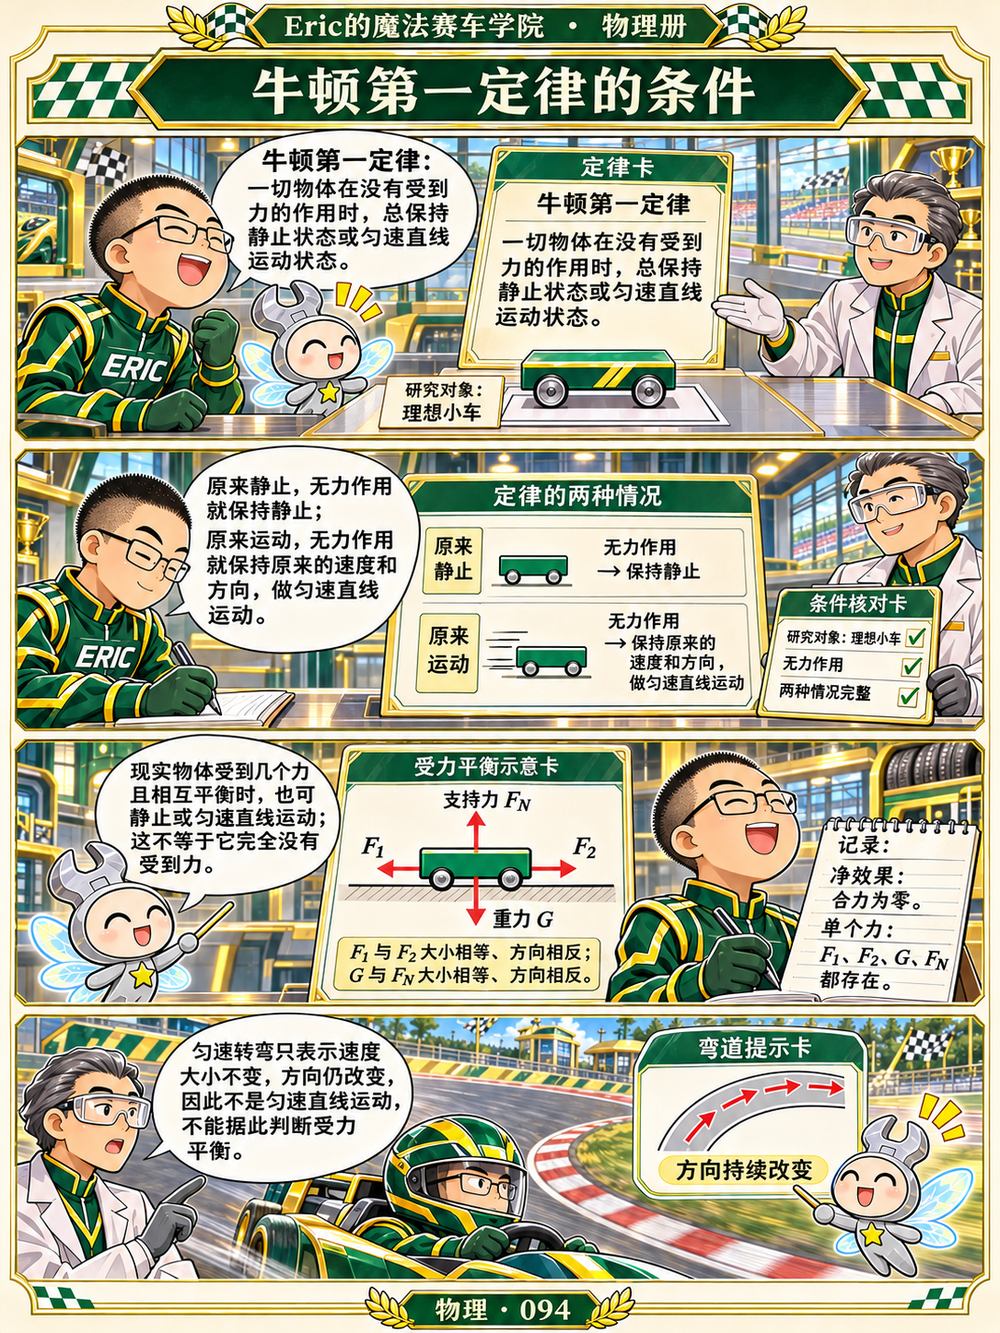 Eric的魔法赛车学院 · 物理册
牛顿第一定律的条件
牛顿第一定律：
一切物体在没有受到
力的作用时，总保持
静止状态或匀速直线
运动状态。
定律卡
牛顿第一定律
一切物体在没有受到
力的作用时，总保持
静止状态或匀速直线
运动状态。
ERIC
研究对象：
理想小车
原来静止，无力作用
就保持静止；
原来运动，无力作用
就保持原来的速度和
方向，做匀速直线
运动。
ERIC
定律的两种情况
原来
静止
无力作用
→保持静止
原来
运动
无力作用
→保持原来的
速度和方向，
做匀速直线运动
条件核对卡
研究对象：理想小车 ✓
无力作用 ✓
两种情况完整 ✓
现实物体受到几个力
且相互平衡时，也可
静止或匀速直线运动；
这不等于它完全没有
受到力。
受力平衡示意卡
支持力 F_N
F₁
F₂
重力 G
F₁ 与 F₂ 大小相等、方向相反；
G 与 F_N 大小相等、方向相反。
记录：
净效果：
合力为零。
单个力：
F₁、F₂、G、F_N
都存在。
匀速转弯只表示速度
大小不变，方向仍改变，
因此不是匀速直线运动，
不能据此判断受力
平衡。
弯道提示卡
方向持续改变
物理 · 094